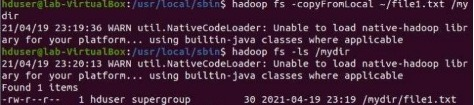 hduser@lab-VirtualBox:/usr/local/sbin$ hadoop fs -copyFromLocal ~/file1.txt /my
dir
21/04/19 23:19:36 WARN util.NativeCodeLoader: Unable to load native-hadoop libr
ary for your platform... using builtin-java classes where applicable
hduser@lab-VirtualBox:/usr/local/sbin$ hadoop fs -ls /mydir
21/04/19 23:20:13 WARN util.NativeCodeLoader: Unable to load native-hadoop libr
ary for your platform... using builtin-java classes where applicable
Found 1 items
-rw-r--r--   1 hduser supergroup         30 2021-04-19 23:19 /mydir/file1.txt